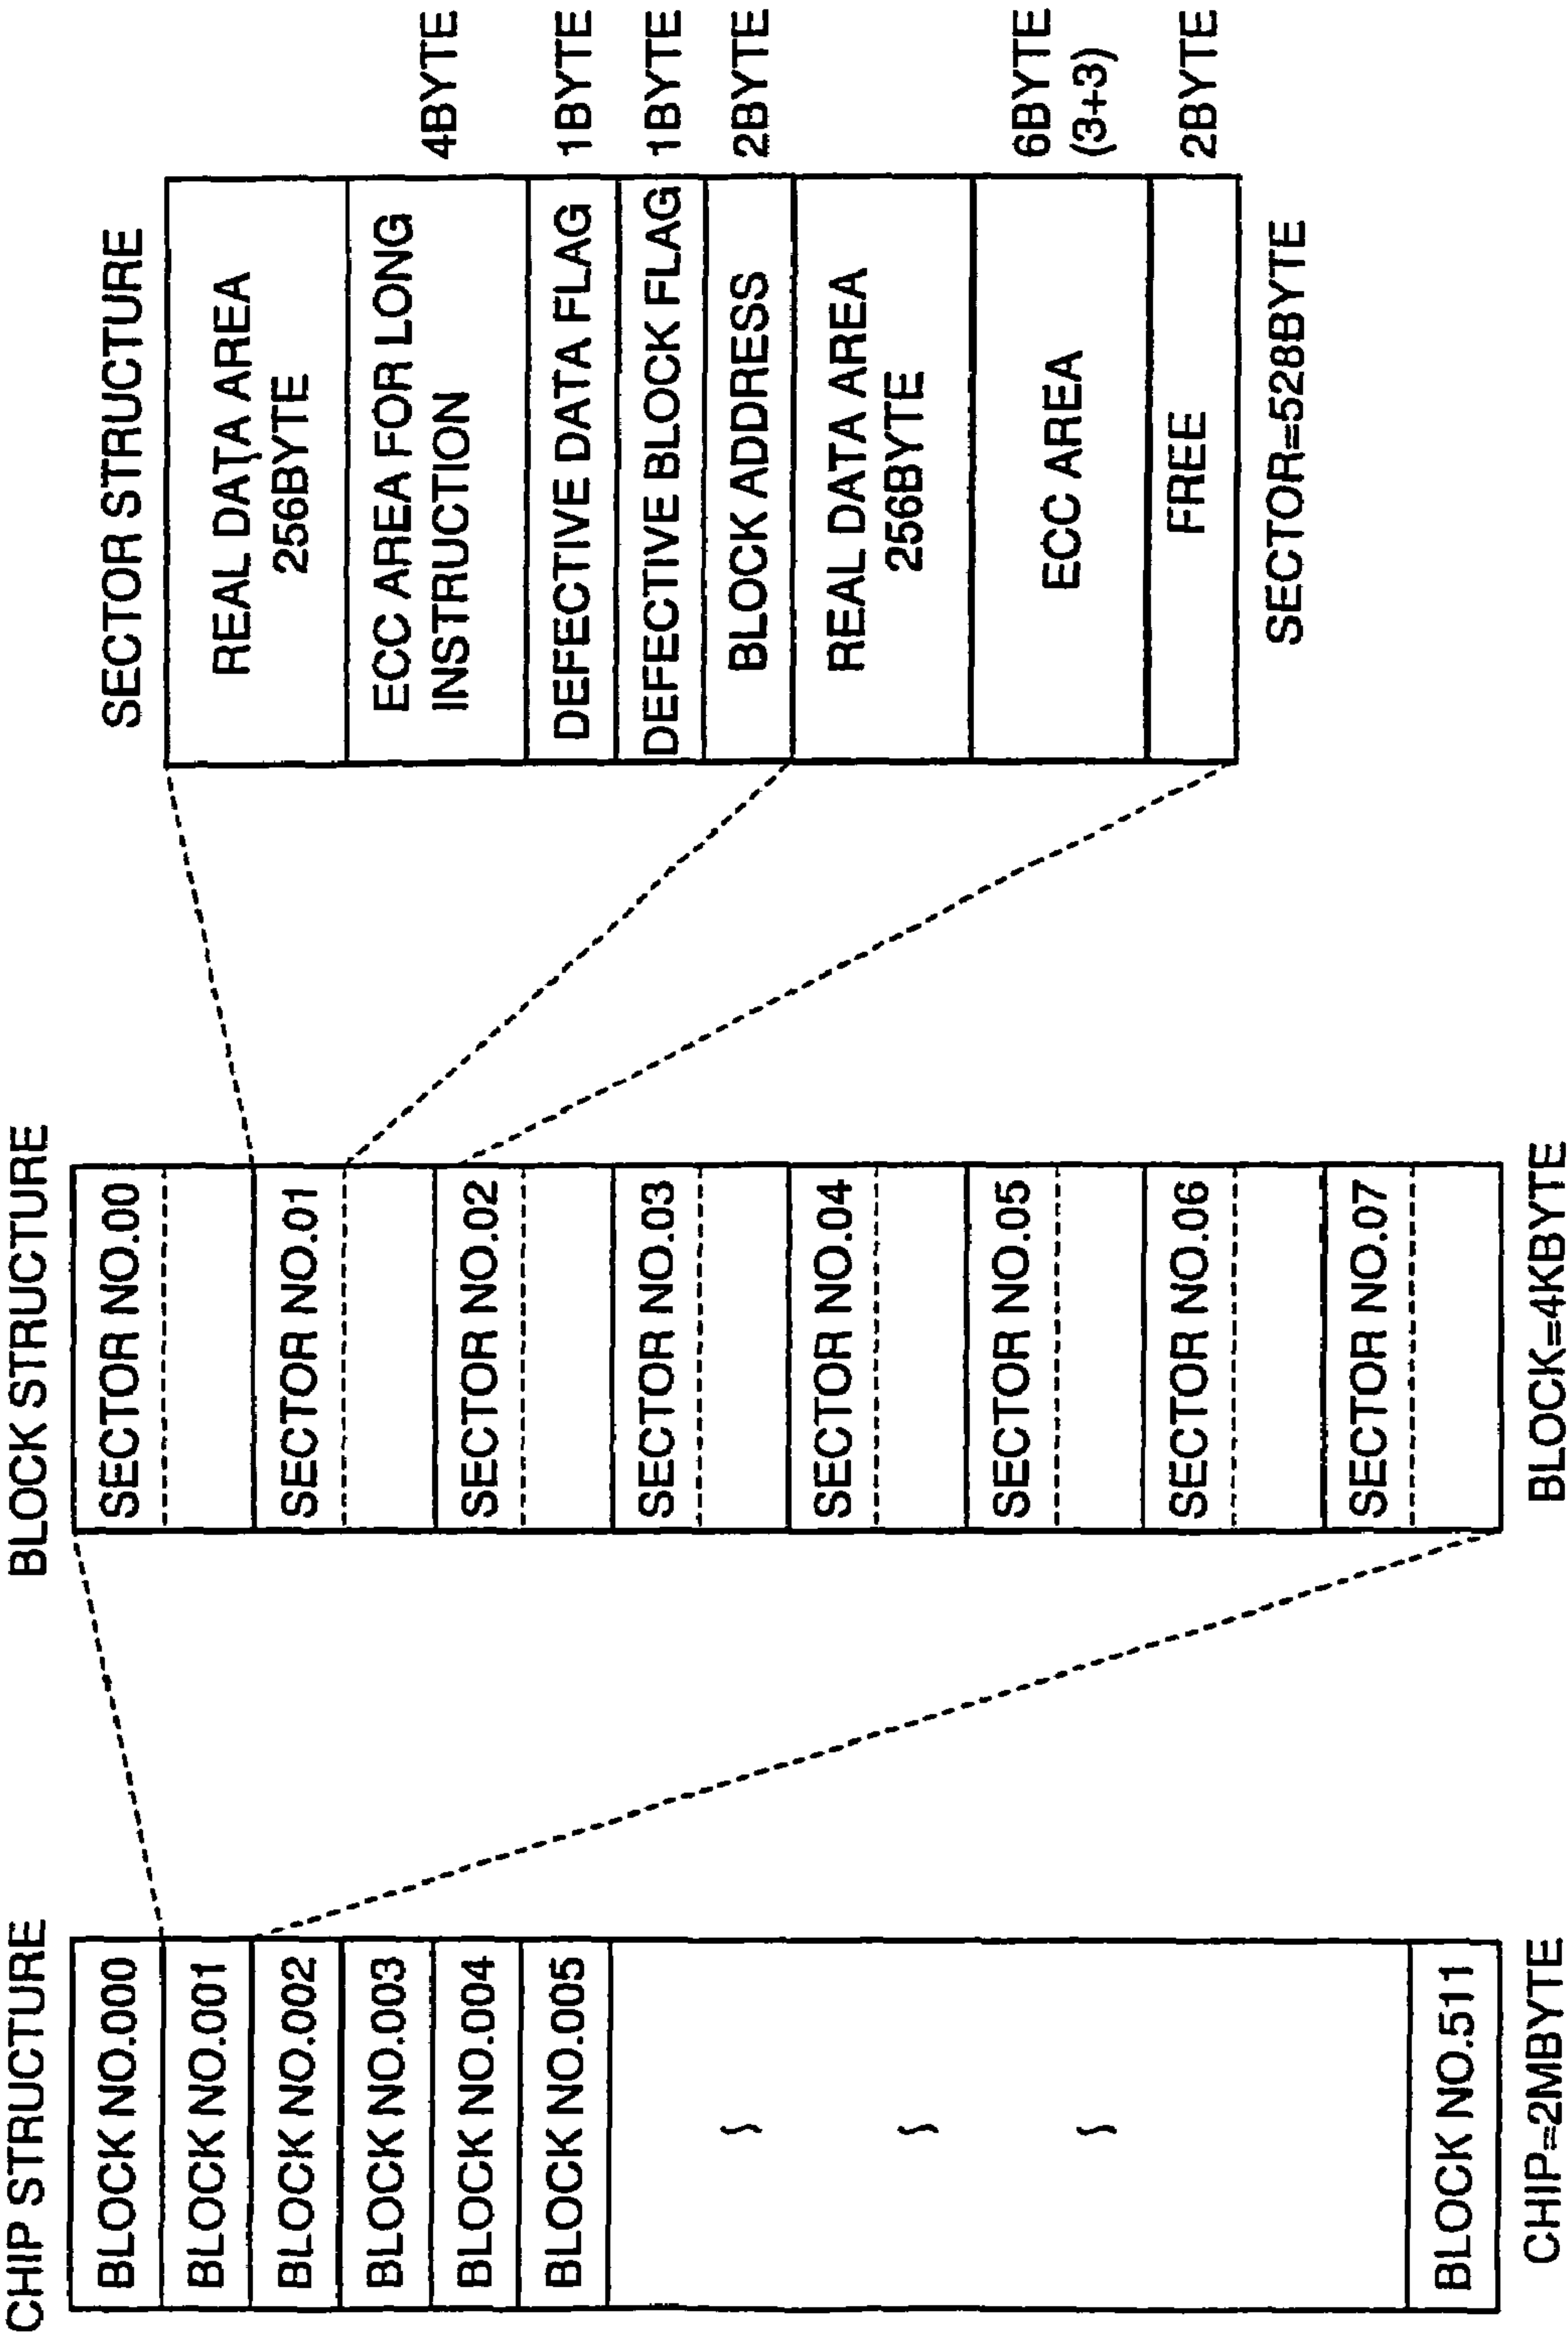 CHIP STRUCTURE
BLOCK NO.000
BLOCK NO.001
BLOCK NO.002
BLOCK NO.003
BLOCK NO.004
BLOCK NO.005
BLOCK NO.511
CHIP=2MBYTE
BLOCK STRUCTURE
SECTOR NO.00
SECTOR NO.01
SECTOR NO.02
SECTOR NO.03
SECTOR NO.04
SECTOR NO.05
SECTOR NO.06
SECTOR NO.07
BLOCK=4KBYTE
SECTOR STRUCTURE
REAL DATA AREA
256BYTE
ECC AREA FOR LONG
INSTRUCTION
4BYTE
DEFECTIVE DATA FLAG
1BYTE
DEFECTIVE BLOCK FLAG
1BYTE
BLOCK ADDRESS
2BYTE
REAL DATA AREA
256BYTE
ECC AREA
6BYTE
(3+3)
FREE
2BYTE
SECTOR=528BYTE